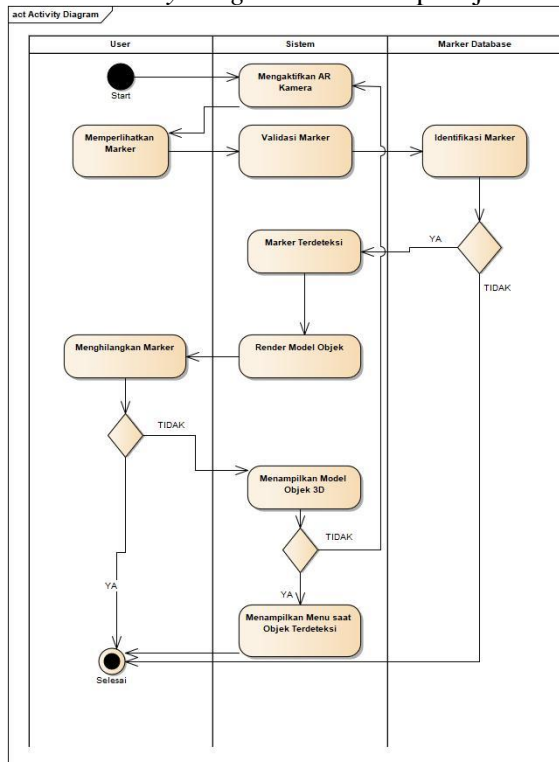 act Activity Diagram
User
Sistem
Marker Database
Start
Mengaktifkan AR
Kamera
Memperlihatkan
Marker
Validasi Marker
Identifikasi Marker
Marker Terdeteksi
YA
TIDAK
Menghilangkan Marker
Render Model Objek
TIDAK
Menampilkan Model
Objek 3D
TIDAK
YA
YA
Menampilkan Menu saat
Objek Terdeteksi
Selesai